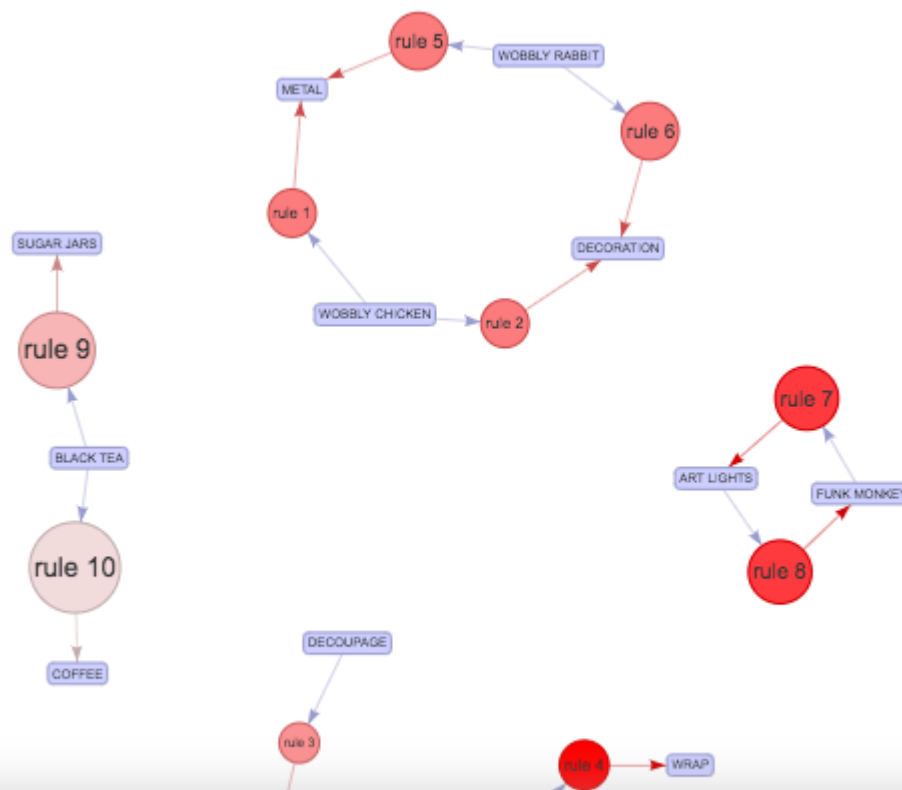 rule 5
WOBBLY RABBIT
METAL
rule 6
rule 1
SUGAR JARS
DECORATION
WOBBLY CHICKEN
rule 2
rule 9
rule 7
BLACK TEA
ART LIGHTS
FUNK MONKEY
rule 10
rule 8
DECOUPAGE
COFFEE
rule 3
rule 4
WRAP